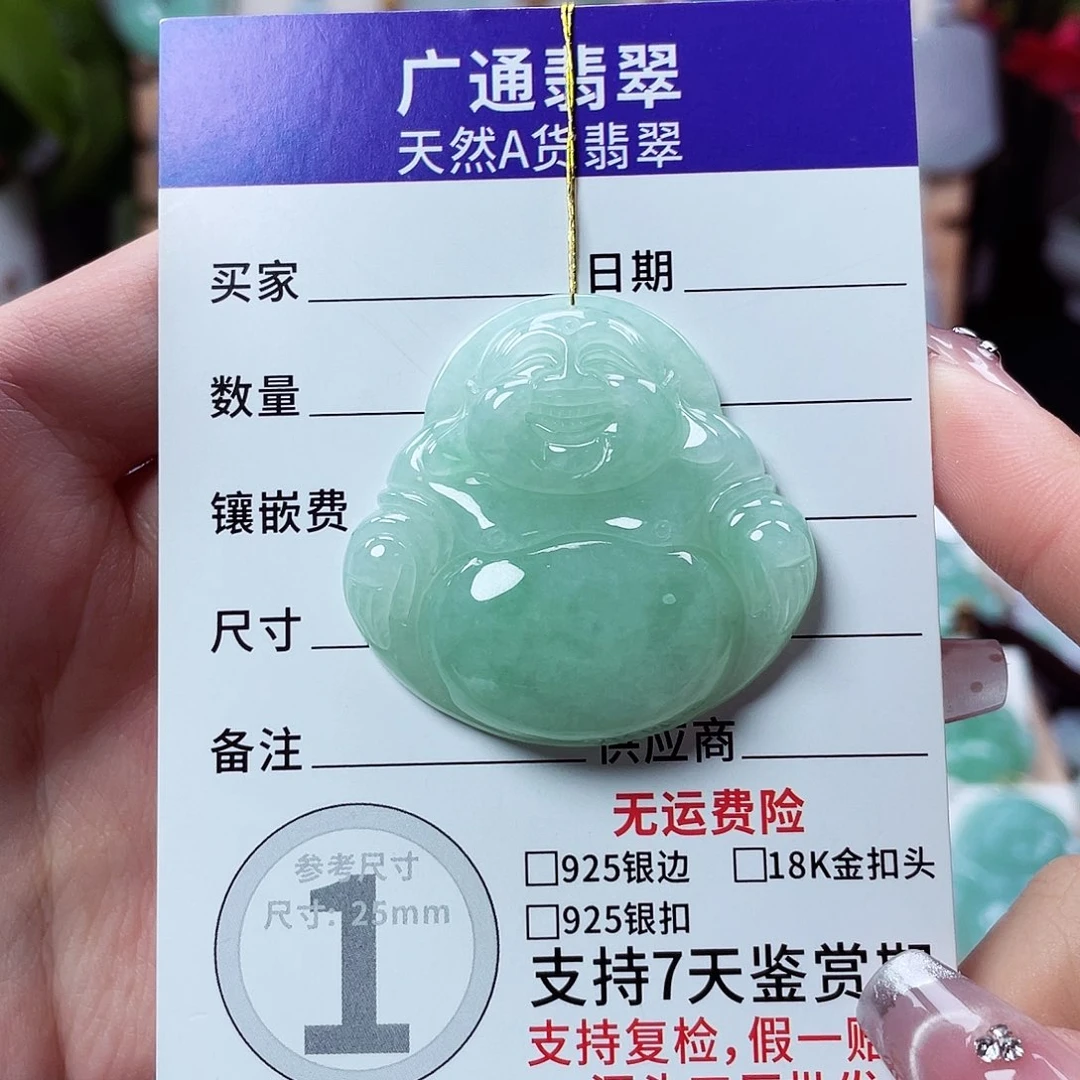 广通翡翠
天然A货翡翠
买家 日期
数量
镶嵌费
尺寸
备注 供应商
无运费险
参考尺寸
尺寸: 25mm
1
□925银边 □18K金扣头
□925银扣
支持7天鉴赏期
支持复检,假一赔